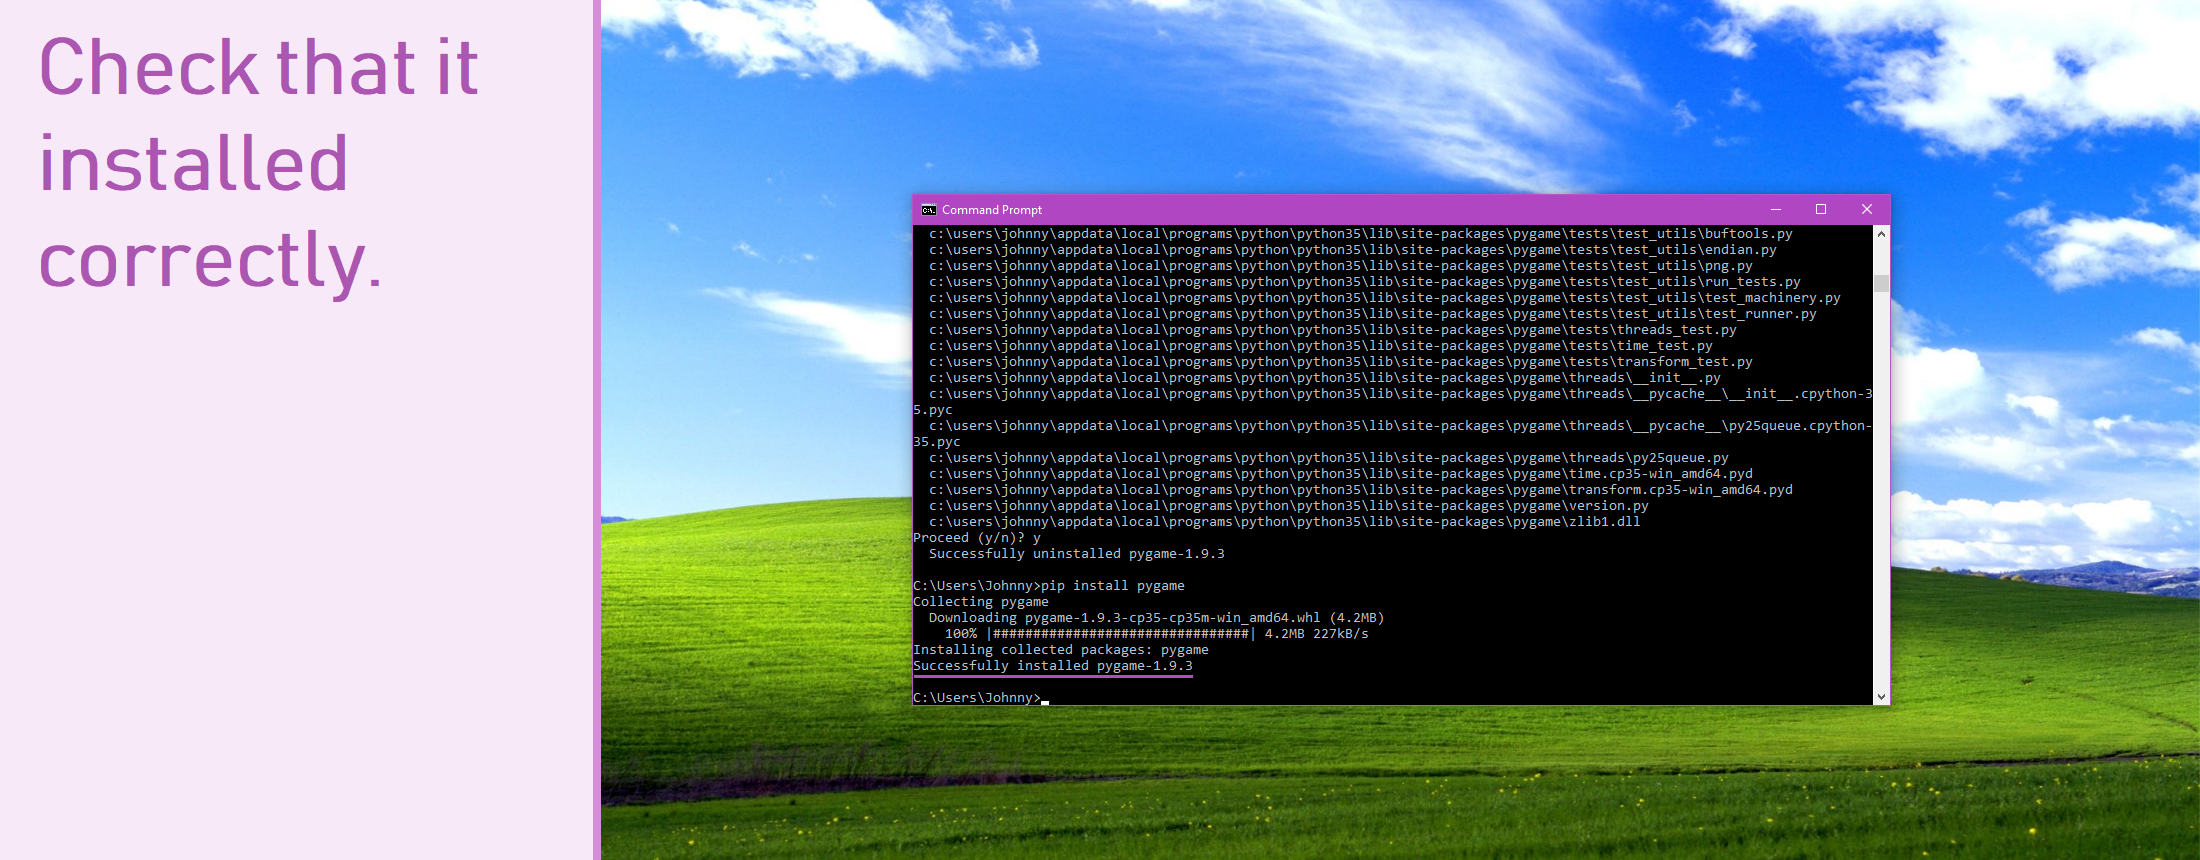 Check that it
installed
correctly.
Command Prompt
c:\users\johnny\appdata\local\programs\python\python35\lib\site-packages\pygame\tests\test_utils\buftools.py
c:\users\johnny\appdata\local\programs\python\python35\lib\site-packages\pygame\tests\test_utils\endian.py
c:\users\johnny\appdata\local\programs\python\python35\lib\site-packages\pygame\tests\test_utils\png.py
c:\users\johnny\appdata\local\programs\python\python35\lib\site-packages\pygame\tests\test_utils\run_tests.py
c:\users\johnny\appdata\local\programs\python\python35\lib\site-packages\pygame\tests\test_utils\test_machinery.py
c:\users\johnny\appdata\local\programs\python\python35\lib\site-packages\pygame\tests\test_utils\test_runner.py
c:\users\johnny\appdata\local\programs\python\python35\lib\site-packages\pygame\tests\threads_test.py
c:\users\johnny\appdata\local\programs\python\python35\lib\site-packages\pygame\tests\time_test.py
c:\users\johnny\appdata\local\programs\python\python35\lib\site-packages\pygame\tests\transform_test.py
c:\users\johnny\appdata\local\programs\python\python35\lib\site-packages\pygame\threads\__init__.py
c:\users\johnny\appdata\local\programs\python\python35\lib\site-packages\pygame\threads\__pycache__\__init__.cpython-3
5.pyc
c:\users\johnny\appdata\local\programs\python\python35\lib\site-packages\pygame\threads\__pycache__\py25queue.cpython-
35.pyc
c:\users\johnny\appdata\local\programs\python\python35\lib\site-packages\pygame\threads\py25queue.py
c:\users\johnny\appdata\local\programs\python\python35\lib\site-packages\pygame\time.cp35-win_amd64.pyd
c:\users\johnny\appdata\local\programs\python\python35\lib\site-packages\pygame\transform.cp35-win_amd64.pyd
c:\users\johnny\appdata\local\programs\python\python35\lib\site-packages\pygame\version.py
c:\users\johnny\appdata\local\programs\python\python35\lib\site-packages\pygame\zlib1.dll
Proceed (y/n)? y
Successfully uninstalled pygame-1.9.3
C:\Users\Johnny>pip install pygame
Collecting pygame
Downloading pygame-1.9.3-cp35-cp35m-win_amd64.whl (4.2MB)
100% |################################| 4.2MB 227kB/s
Installing collected packages: pygame
Successfully installed pygame-1.9.3
C:\Users\Johnny>